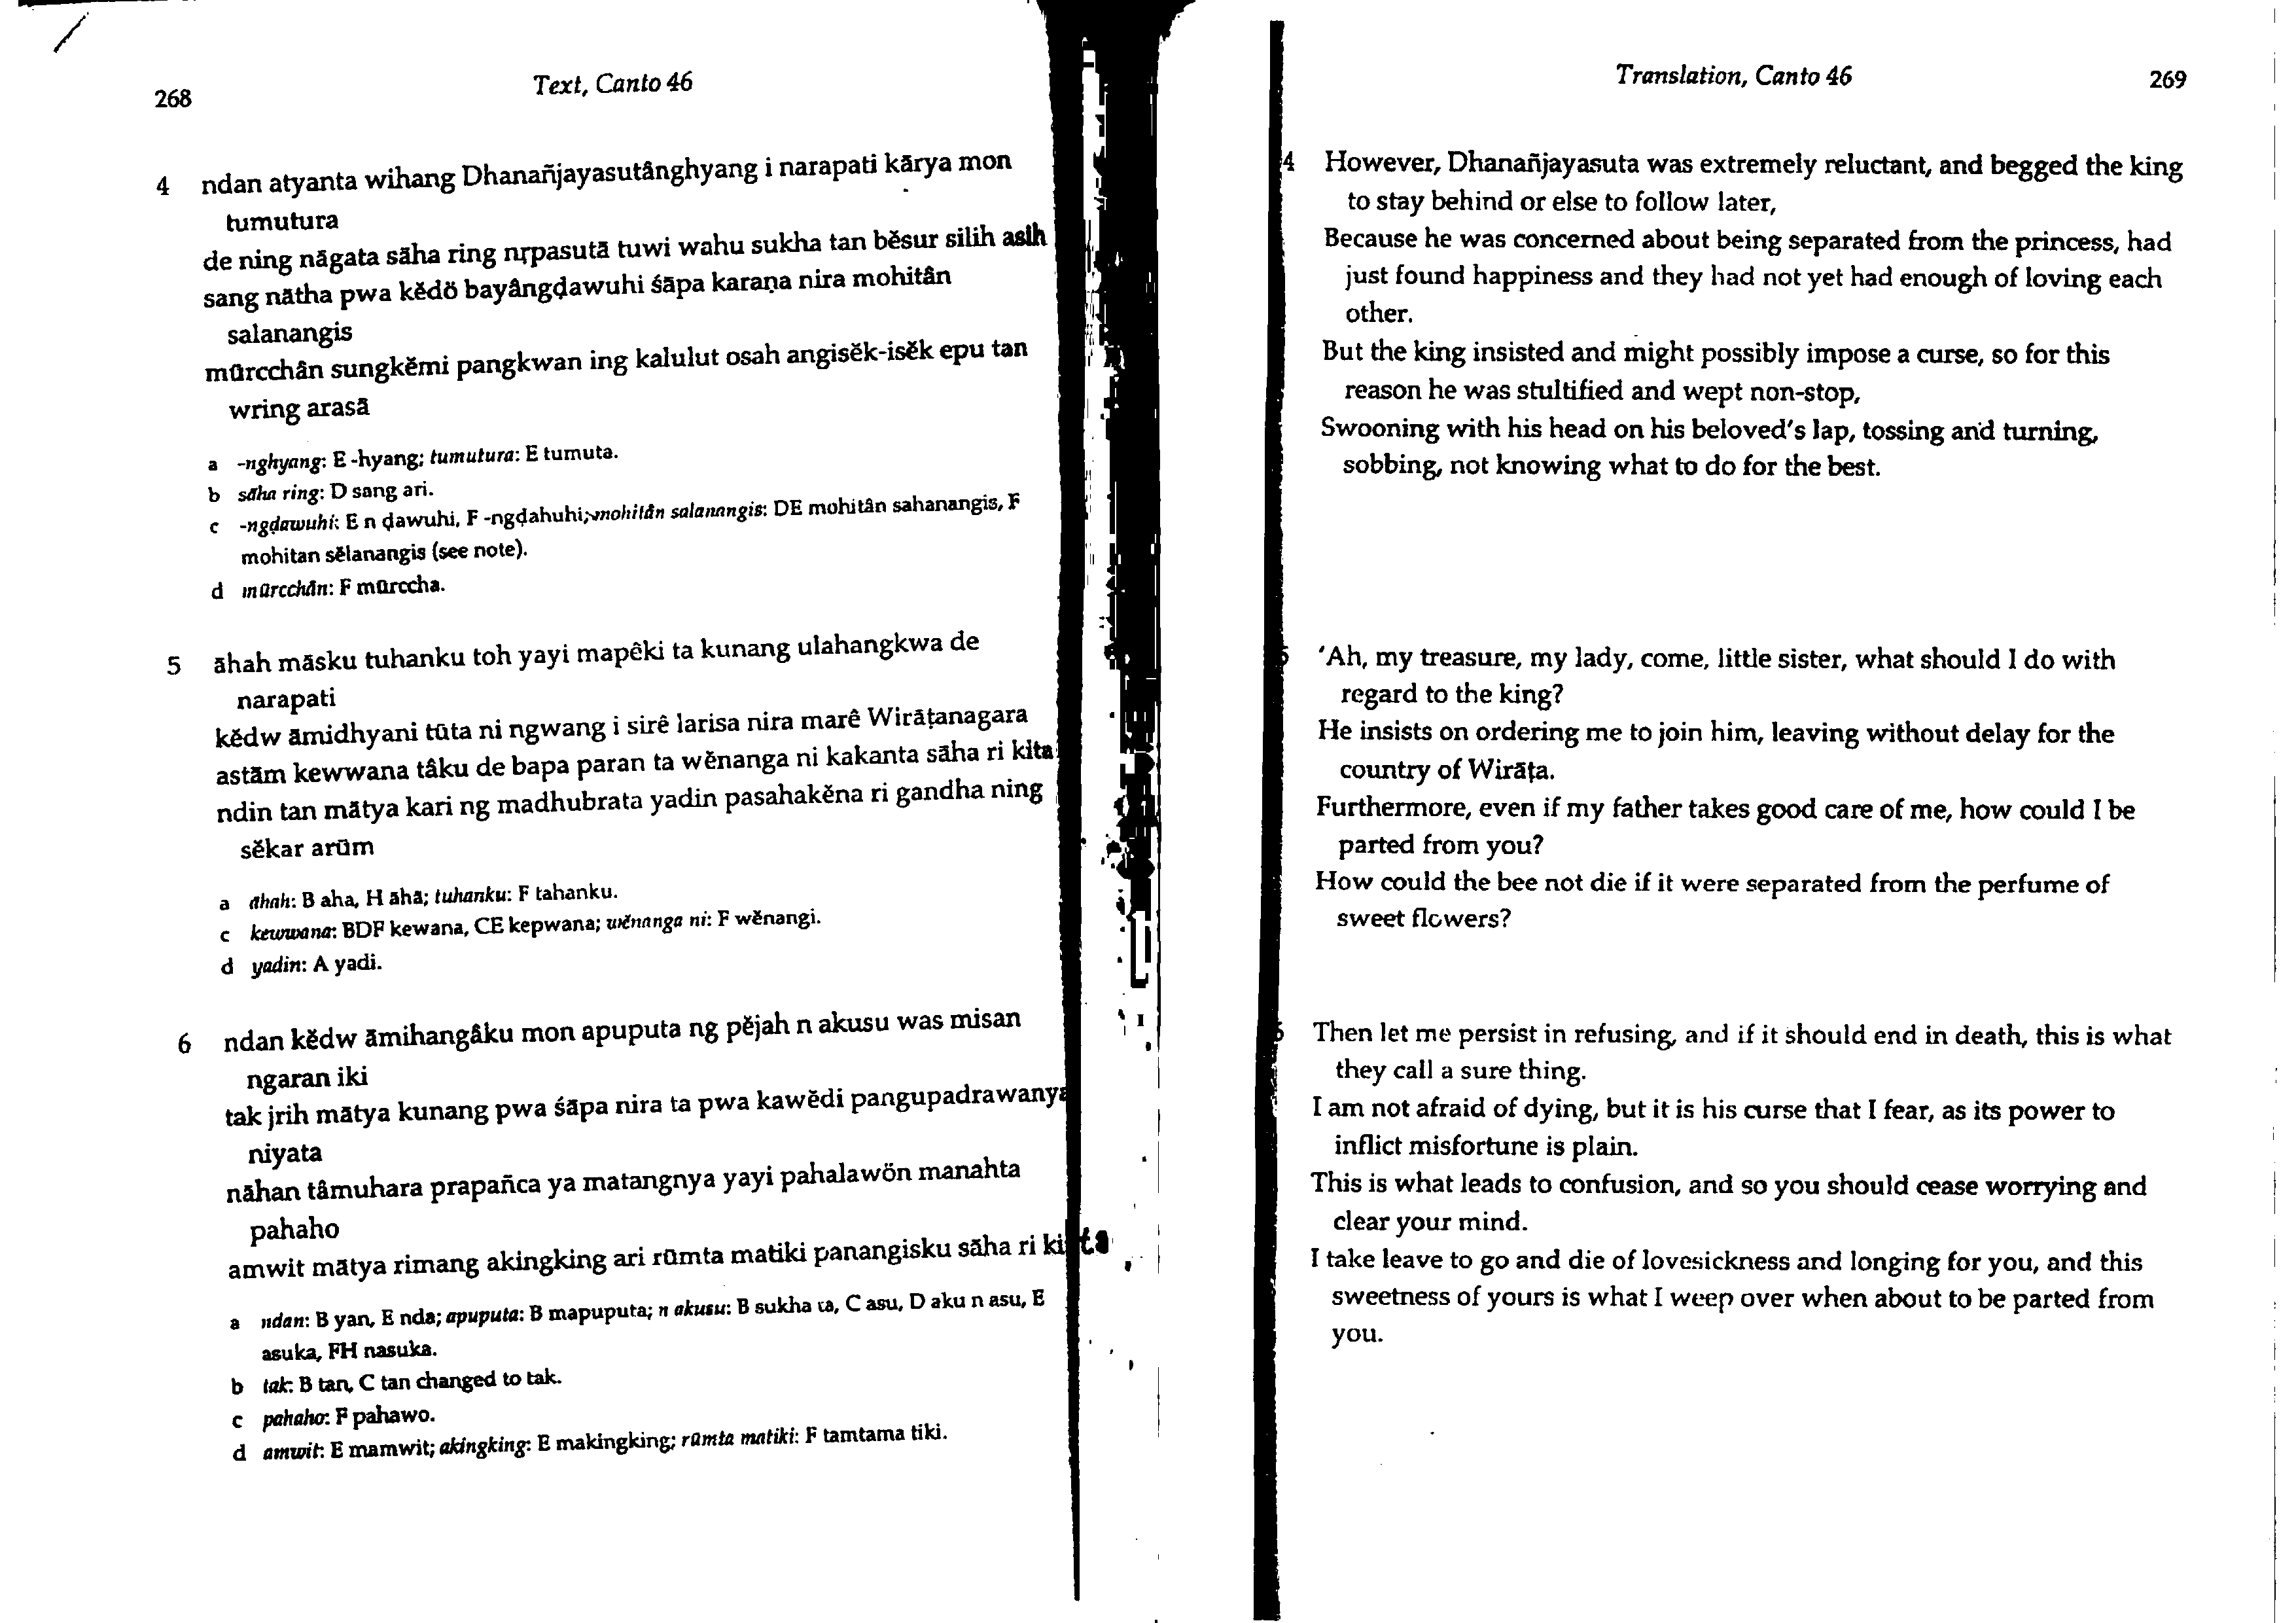 268
Text, Canto 46
4 ndan atyanta wihang Dhanañjayasutânghyang i narapati kārya mon
tumutura
de ning nāgata sāha ring nṛpasutā tuwi wahu sukha tan bĕsur silih asih
sang nātha pwa kĕdö bayângḍawuhi śāpa karaṇa nira mohitân
salanangis
mūrcchân sungkĕmi pangkwan ing kalulut osah angisĕk-isĕk epu tan
wring arasā
a -nghyang: E -hyang; tumutura: E tumuta.
b sāha ring: D sang ari.
c -ngḍawuhi: E n ḍawuhi, F -ngḍahuhi; mohitân salanangis: DE mohitân sahanangis, F
mohitan sĕlanangis (see note).
d mūrcchân: F mūrccha.
5 āhah māsku tuhanku toh yayi mapêki ta kunang ulahangkwa de
narapati
kĕdw āmidhyani tūta ni ngwang i sirê larisa nira marê Wirāṭanagara
astām kewwana tâku de bapa paran ta wĕnanga ni kakanta sāha ri kita
ndin tan mātya kari ng madhubrata yadin pasahakĕna ri gandha ning
sĕkar arūm
a āhah: B aha, H āhā; tuhanku: F tahanku.
c kewwana: BDF kewana, CE kepwana; wĕnanga ni: F wĕnangi.
d yadin: A yadi.
6 ndan kĕdw āmihangâku mon apuputa ng pĕjah n akusu was misan
ngaran iki
tak jrih mātya kunang pwa śāpa nira ta pwa kawĕdi pangupadrawanya
niyata
nāhan tâmuhara prapañca ya matangnya yayi pahalawön manahta
pahaho
amwit mātya rimang akingking ari rūmta matiki panangisku sāha ri kita
a ndan: B yan, E nda; apuputa: B mapuputa; n akusu: B sukha ta, C asu, D aku n asu, E
asuka, FH nasuka.
b tak: B tan, C tan changed to tak.
c pahaho: F pahawo.
d amwit: E mamwit; akingking: E makingking; rūmta matiki: F tamtama tiki.
Translation, Canto 46
269
4 However, Dhanañjayasuta was extremely reluctant, and begged the king
to stay behind or else to follow later,
Because he was concerned about being separated from the princess, had
just found happiness and they had not yet had enough of loving each
other.
But the king insisted and might possibly impose a curse, so for this
reason he was stultified and wept non-stop,
Swooning with his head on his beloved's lap, tossing and turning,
sobbing, not knowing what to do for the best.
5 ‘Ah, my treasure, my lady, come, little sister, what should I do with
regard to the king?
He insists on ordering me to join him, leaving without delay for the
country of Wirāṭa.
Furthermore, even if my father takes good care of me, how could I be
parted from you?
How could the bee not die if it were separated from the perfume of
sweet flowers?
6 Then let me persist in refusing, and if it should end in death, this is what
they call a sure thing.
I am not afraid of dying, but it is his curse that I fear, as its power to
inflict misfortune is plain.
This is what leads to confusion, and so you should cease worrying and
clear your mind.
I take leave to go and die of lovesickness and longing for you, and this
sweetness of yours is what I weep over when about to be parted from
you.